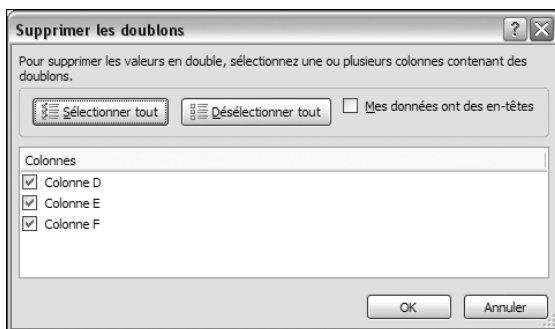 Supprimer les doublons
Pour supprimer les valeurs en double, sélectionnez une ou plusieurs colonnes contenant des
doublons.
Sélectionner tout
Désélectionner tout
Mes données ont des en-têtes
Colonnes
Colonne D
Colonne E
Colonne F
OK
Annuler